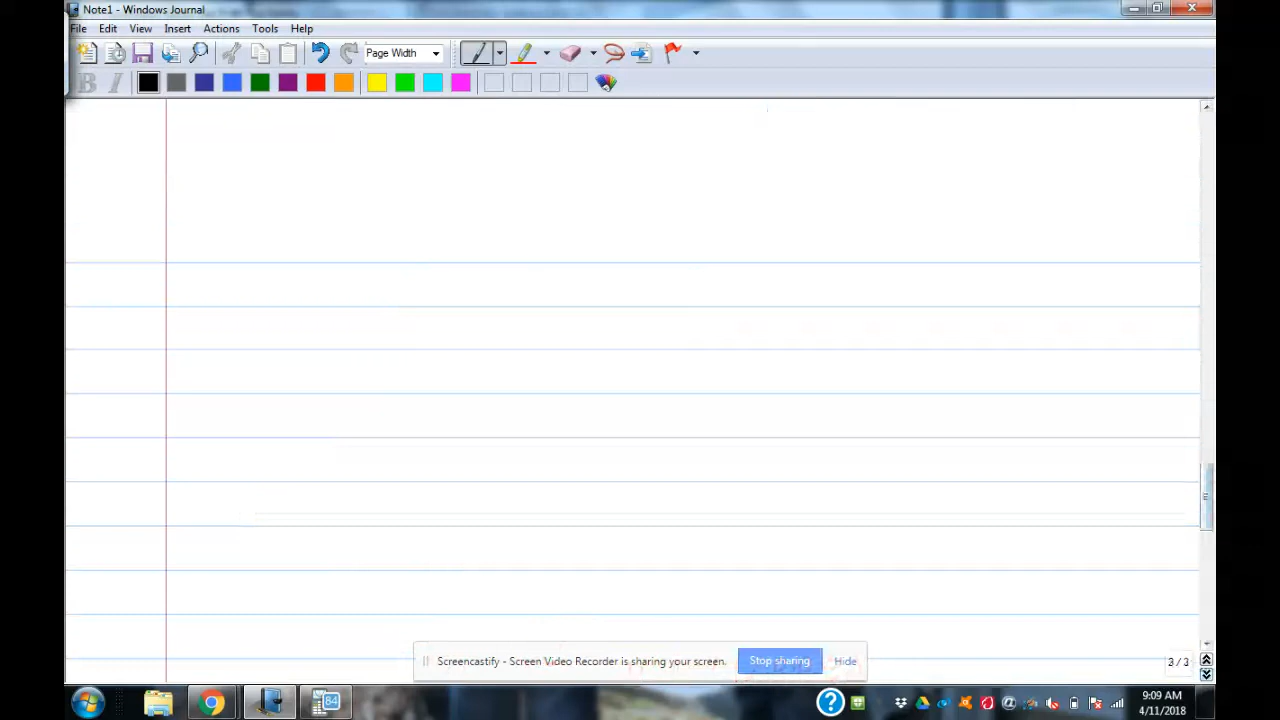 Note1 - Windows Journal
File Edit View Insert Actions Tools Help
Page Width
B I
Screencastify - Screen Video Recorder is sharing your screen. Stop sharing Hide
3 / 3
84
9:09 AM
4/11/2018